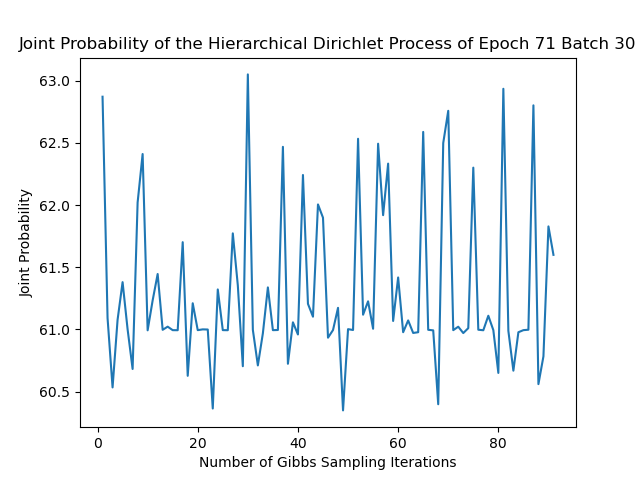 Joint Probability of the Hierarchical Dirichlet Process of Epoch 71 Batch 30
63.0
62.5
62.0
61.5
61.0
60.5
Joint Probability
0 20 40 60 80
Number of Gibbs Sampling Iterations